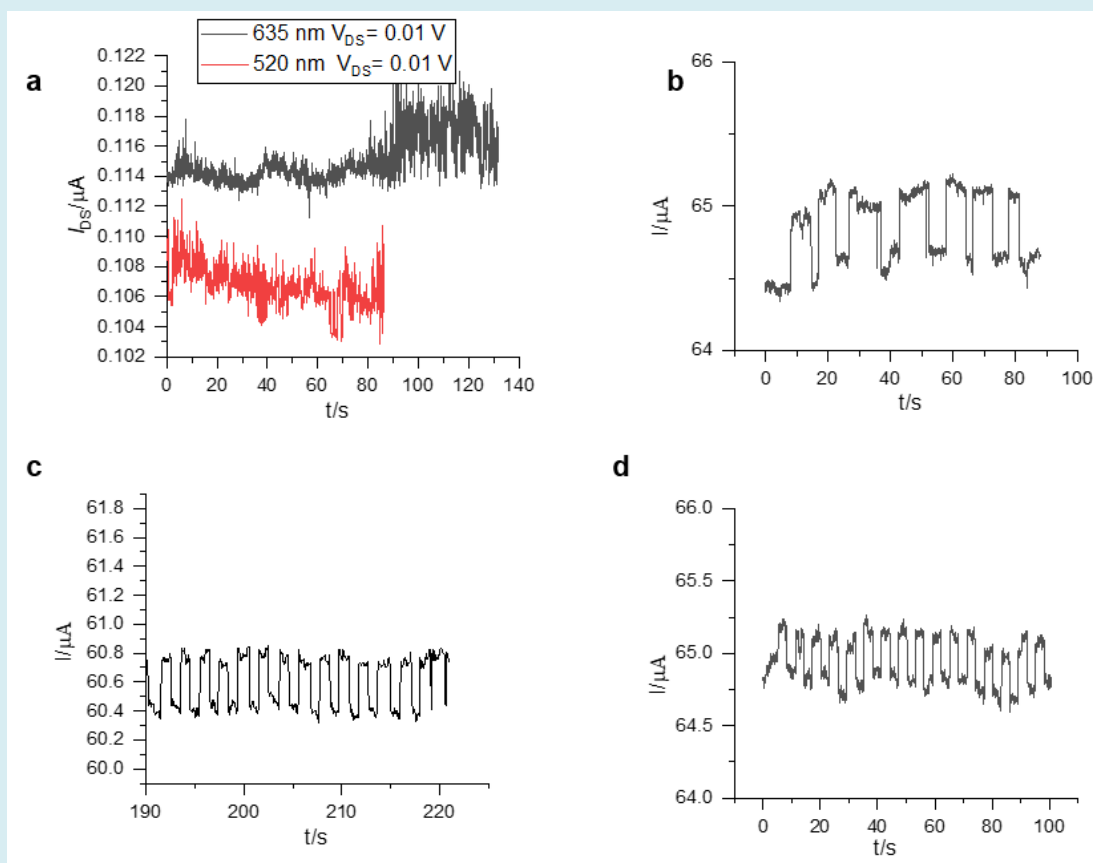 635 nm V_DS= 0.01 V
520 nm V_DS= 0.01 V
a
0.122
0.120
0.118
0.116
0.114
0.112
0.110
0.108
0.106
0.104
0.102
I_DS/μA
0 20 40 60 80 100 120 140
t/s
b
66
65
64
I/μA
0 20 40 60 80 100
t/s
c
61.8
61.6
61.4
61.2
61.0
60.8
60.6
60.4
60.2
60.0
I/μA
190 200 210 220
t/s
d
66.0
65.5
65.0
64.5
64.0
I/μA
0 20 40 60 80 100
t/s